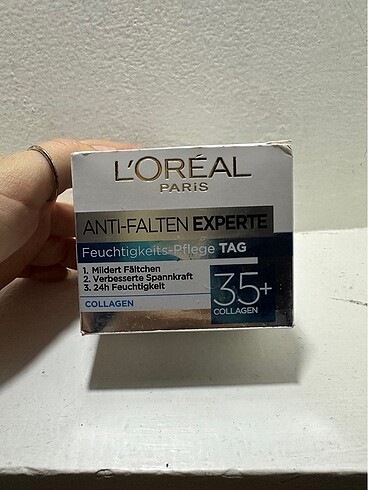 L'ORÉAL
PARIS
ANTI-FALTEN EXPERTE
Feuchtigkeits-Pflege TAG
1. Mildert Fältchen
2. Verbesserte Spannkraft
3. 24h Feuchtigkeit
COLLAGEN
35+
COLLAGEN